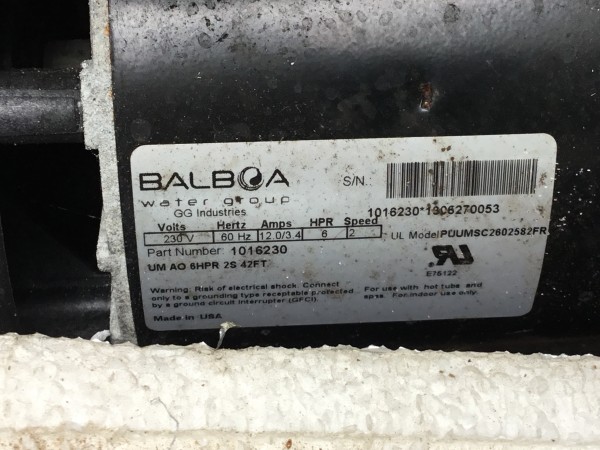 BALBOA
water group
GG Industries
S/N:
1016230*1306270053
Volts Hertz Amps HPR Speed
230 V 60 Hz 12.0/3.4 6 2
UL Model PUUMSC2602582FR
Part Number: 1016230
UM AO 6HPR 2S 42FT
E75122
Warning: Risk of electrical shock. Connect
only to a grounding type receptable protected
by a ground circuit interrupter (GFCI).
For use with hot tubs and
spas. For indoor use only.
Made in USA